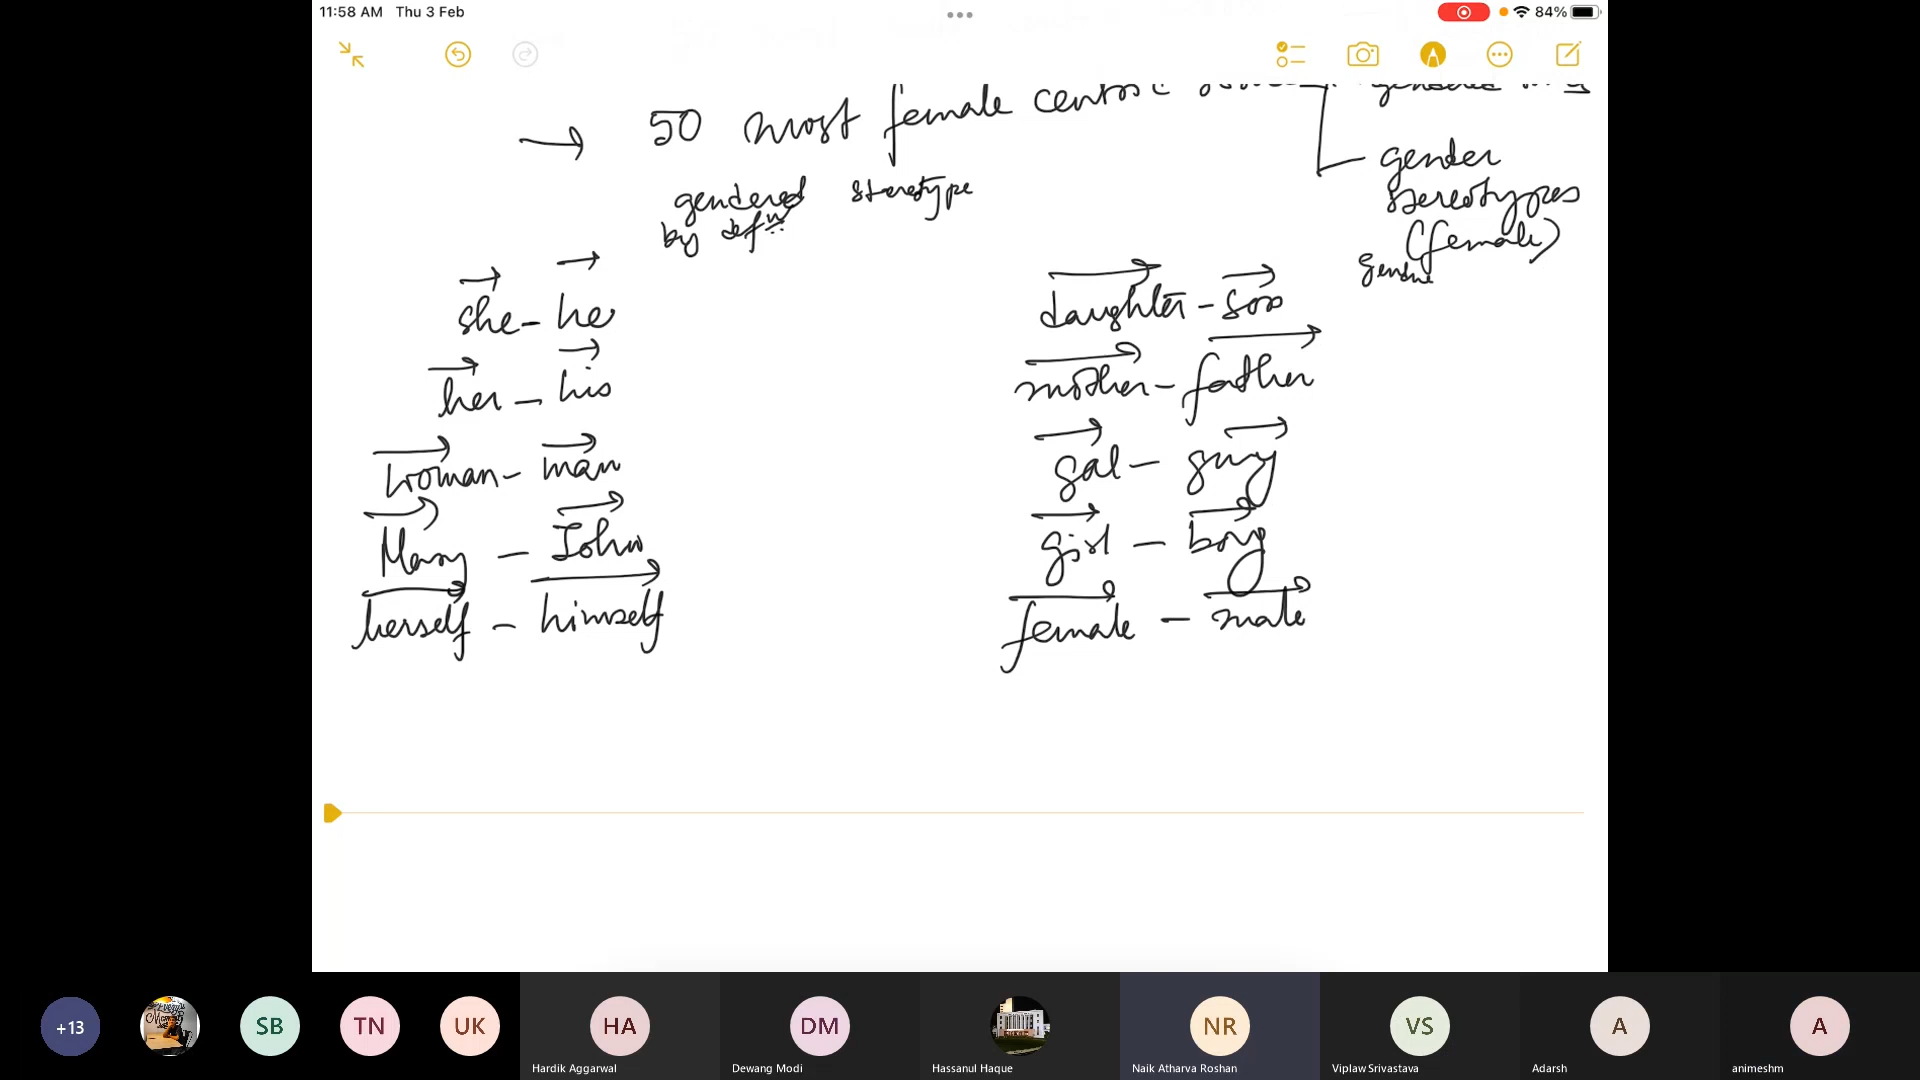 11:58 AM Thu 3 Feb
84%
→ 50 most female
gender
stereotypes
(female)
gendered stereotype
by defn
she - he
her - his
woman - man
Mary - John
herself - himself
daughter - son
mother - father
gal - guy
girl - boy
female - male
+13
SB
TN
UK
HA
DM
NR
VS
A
A
Hardik Aggarwal
Dewang Modi
Hassanul Haque
Naik Atharva Roshan
Viplaw Srivastava
Adarsh
animeshm